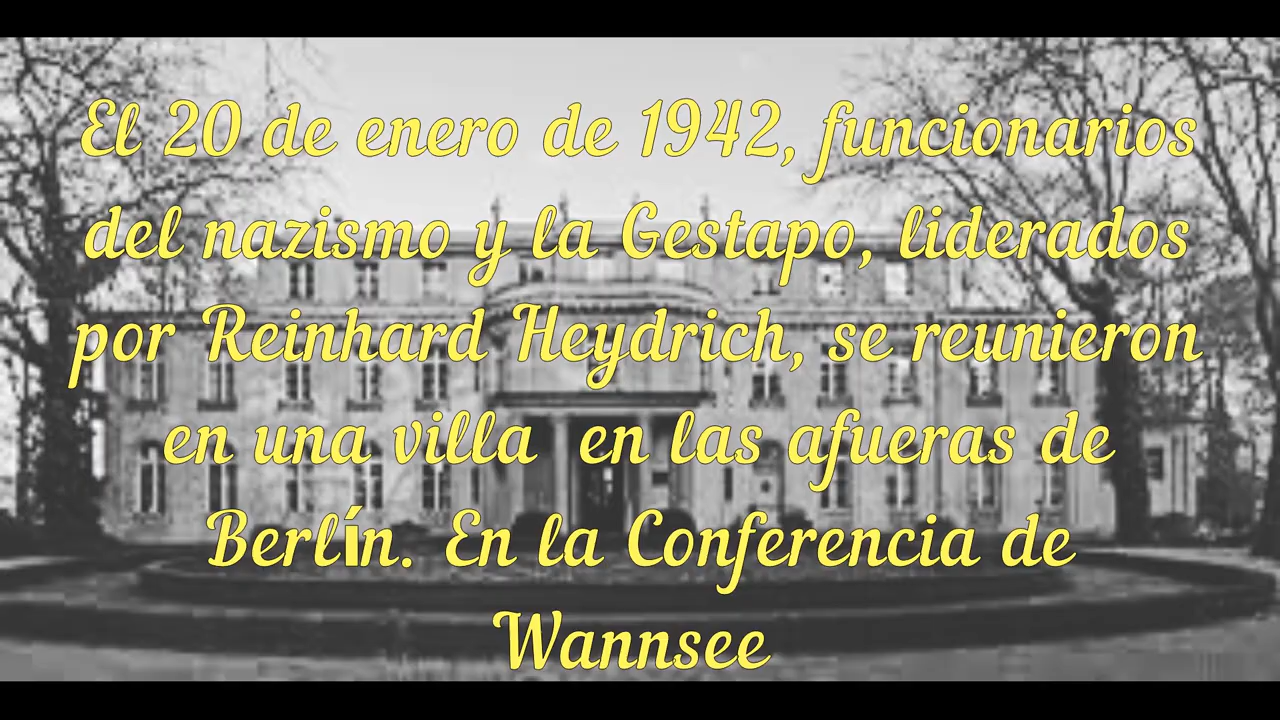 El 20 de enero de 1942, funcionarios
del nazismo y la Gestapo, liderados
por Reinhard Heydrich, se reunieron
en una villa en las afueras de
Berlín. En la Conferencia de
Wannsee